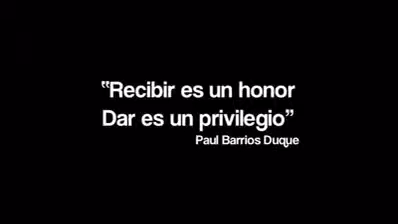 “Recibir es un honor
Dar es un privilegio”
Paul Barrios Duque